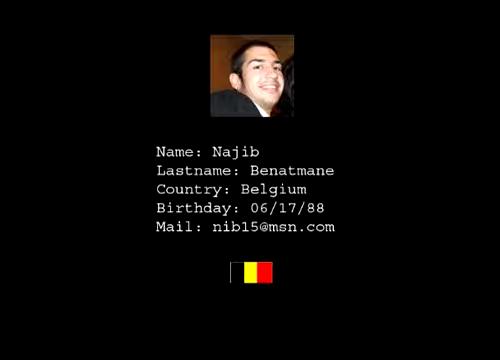 Name: Najib
Lastname: Benatmane
Country: Belgium
Birthday: 06/17/88
Mail: nib15@msn.com